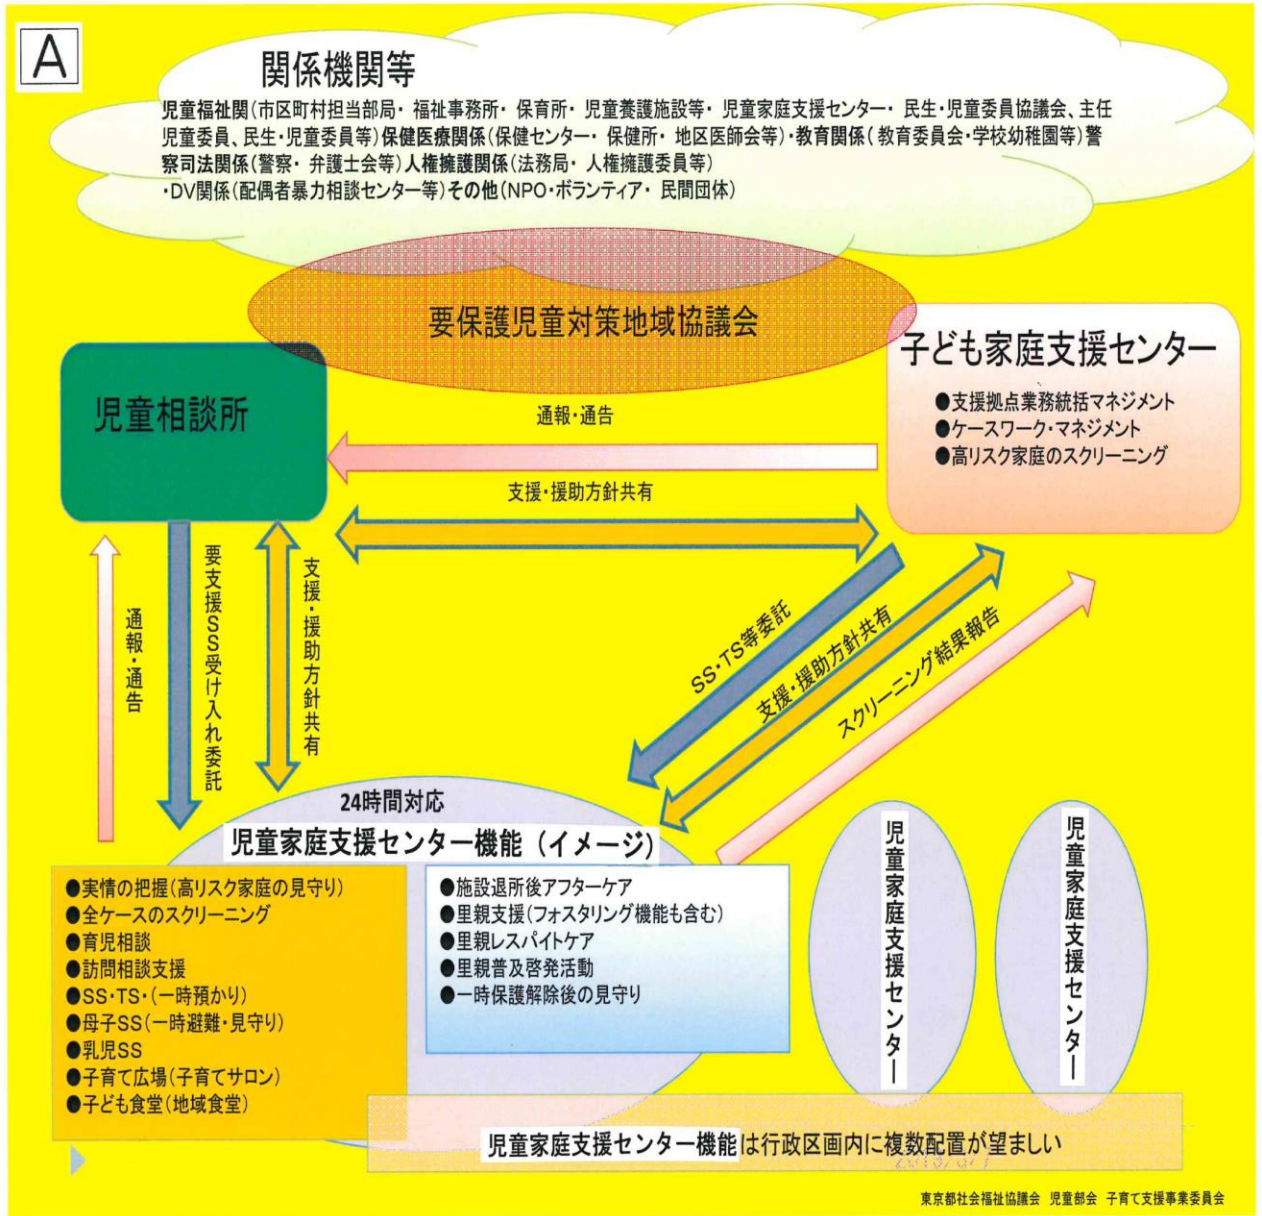 A
関係機関等
児童福祉関(市区町村担当部局・ 福祉事務所・ 保育所・ 児童養護施設等・ 児童家庭支援センター・ 民生・児童委員協議会、主任
児童委員、民生・児童委員等)保健医療関係(保健センター・ 保健所・ 地区医師会等)・教育関係( 教育委員会・学校幼稚園等)警
察司法関係(警察・ 弁護士会等)人権擁護関係(法務局・ 人権擁護委員等)
・DV関係(配偶者暴力相談センター等)その他(NPO・ボランティア・ 民間団体)
要保護児童対策地域協議会
児童相談所
子ども家庭支援センター
●支援拠点業務統括マネジメント
●ケースワーク・マネジメント
●高リスク家庭のスクリーニング
通報・通告
支援・援助方針共有
通報・通告
要支援SS受け入れ委託
支援・援助方針共有
SS・TS等委託
支援・援助方針共有
スクリーニング結果報告
24時間対応
児童家庭支援センター機能（イメージ）
●実情の把握(高リスク家庭の見守り)
●全ケースのスクリーニング
●育児相談
●訪問相談支援
●SS・TS・(一時預かり)
●母子SS(一時避難・見守り)
●乳児SS
●子育て広場(子育てサロン)
●子ども食堂(地域食堂)
●施設退所後アフターケア
●里親支援(フォスタリング機能も含む)
●里親レスパイトケア
●里親普及啓発活動
●一時保護解除後の見守り
児童家庭支援センター
児童家庭支援センター
児童家庭支援センター機能は行政区画内に複数配置が望ましい
東京都社会福祉協議会 児童部会 子育て支援事業委員会